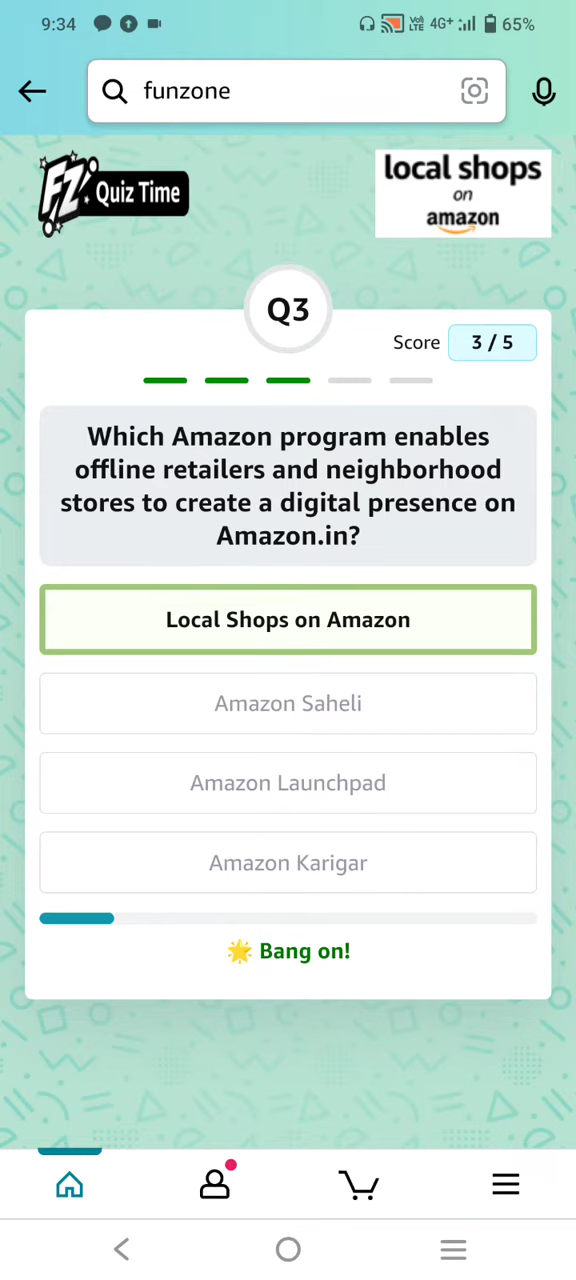 9:34
4G+
65%
funzone
FZ Quiz Time
local shops
on
amazon
Q3
Score 3 / 5
Which Amazon program enables
offline retailers and neighborhood
stores to create a digital presence on
Amazon.in?
Local Shops on Amazon
Amazon Saheli
Amazon Launchpad
Amazon Karigar
Bang on!